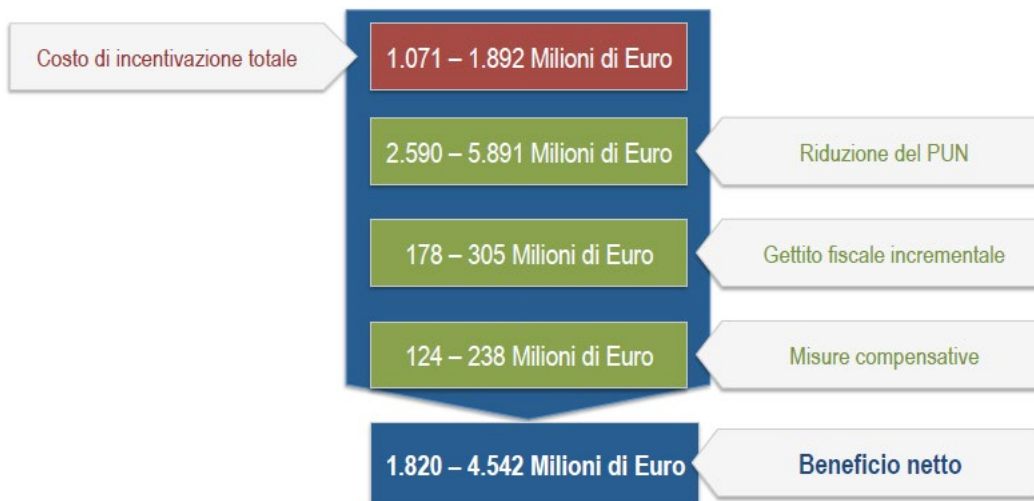 Costo di incentivazione totale
1.071 – 1.892 Milioni di Euro
2.590 – 5.891 Milioni di Euro
Riduzione del PUN
178 – 305 Milioni di Euro
Gettito fiscale incrementale
124 – 238 Milioni di Euro
Misure compensative
1.820 – 4.542 Milioni di Euro
Beneficio netto